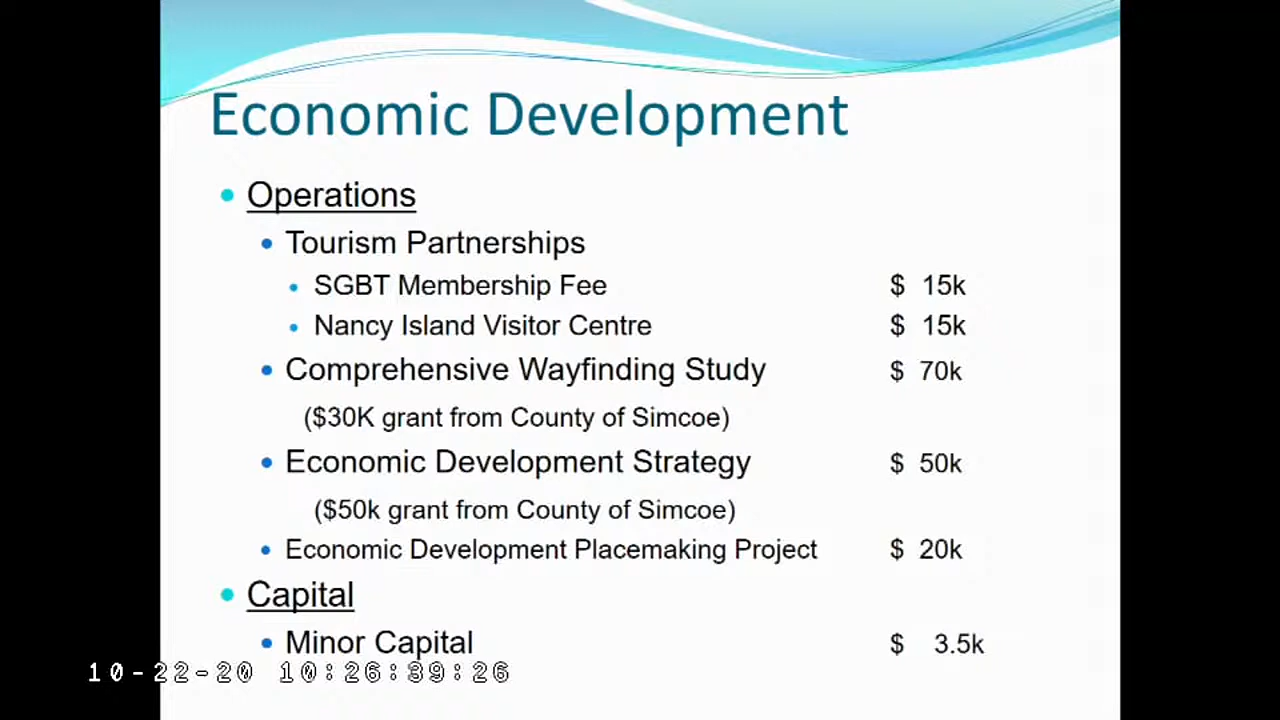 Economic Development
Operations
Tourism Partnerships
SGBT Membership Fee $ 15k
Nancy Island Visitor Centre $ 15k
Comprehensive Wayfinding Study $ 70k
($30K grant from County of Simcoe)
Economic Development Strategy $ 50k
($50k grant from County of Simcoe)
Economic Development Placemaking Project $ 20k
Capital
Minor Capital $ 3.5k
10-22-20 10:26:39:26